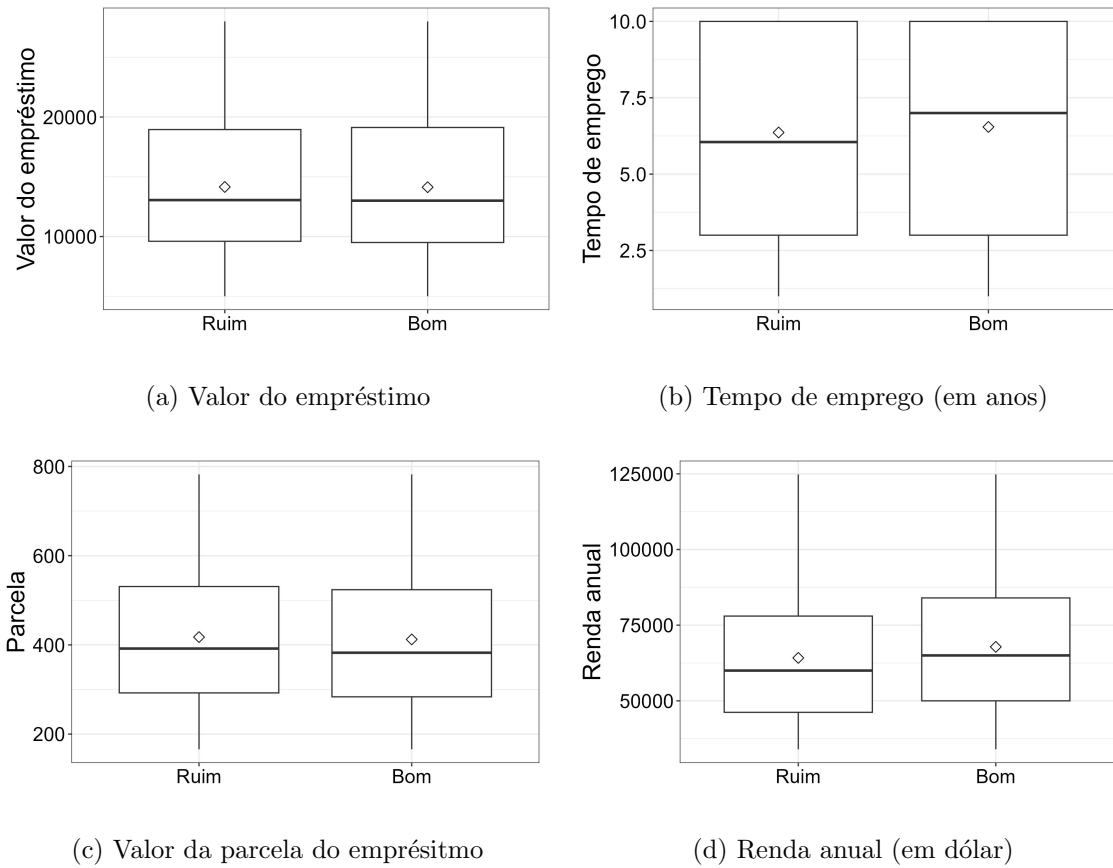 Valor do empréstimo
20000
10000
Ruim Bom
(a) Valor do empréstimo
Tempo de emprego
10.0
7.5
5.0
2.5
Ruim Bom
(b) Tempo de emprego (em anos)
Parcela
800
600
400
200
Ruim Bom
(c) Valor da parcela do emprésitmo
Renda anual
125000
100000
75000
50000
Ruim Bom
(d) Renda anual (em dólar)